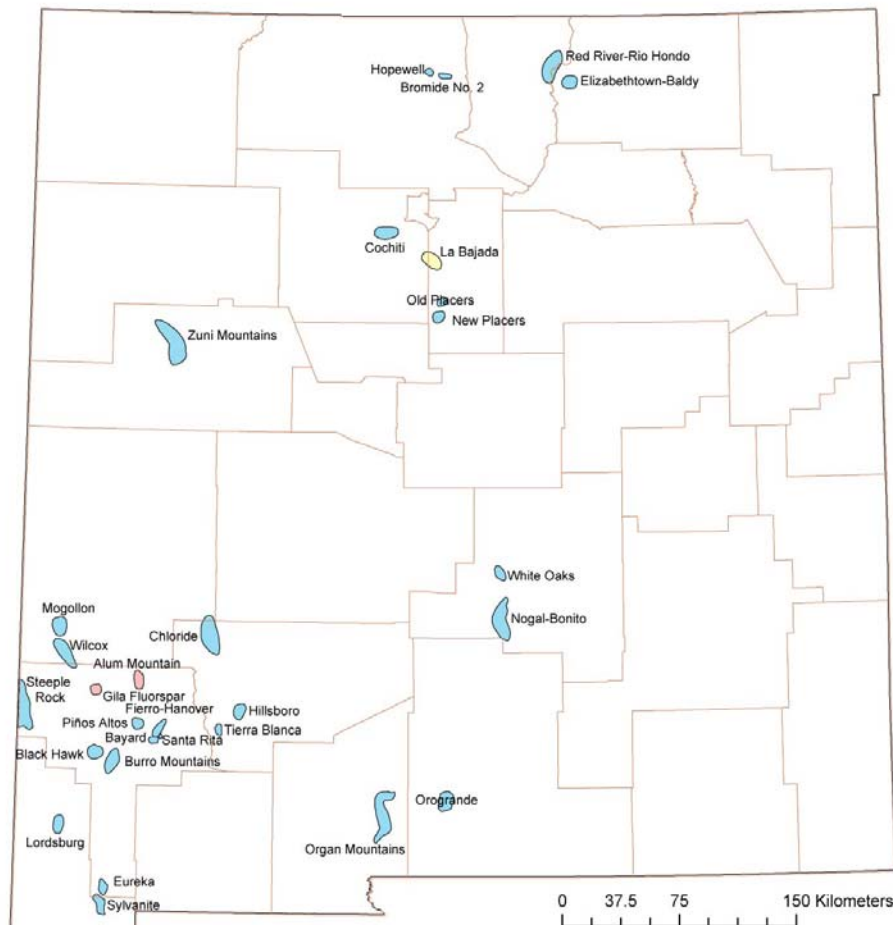 Red River-Rio Hondo
Hopewell
Bromide No. 2
Elizabethtown-Baldy
Cochiti
La Bajada
Old Placers
New Placers
Zuni Mountains
White Oaks
Mogollon
Nogal-Bonito
Chloride
Wilcox
Alum Mountain
Steeple
Rock
Gila Fluorspar
Fierro-Hanover
Hillsboro
Piños Altos
Tierra Blanca
Bayard
Santa Rita
Black Hawk
Burro Mountains
Orogrande
Lordsburg
Organ Mountains
Eureka
Sylvanite
0 37.5 75 150 Kilometers